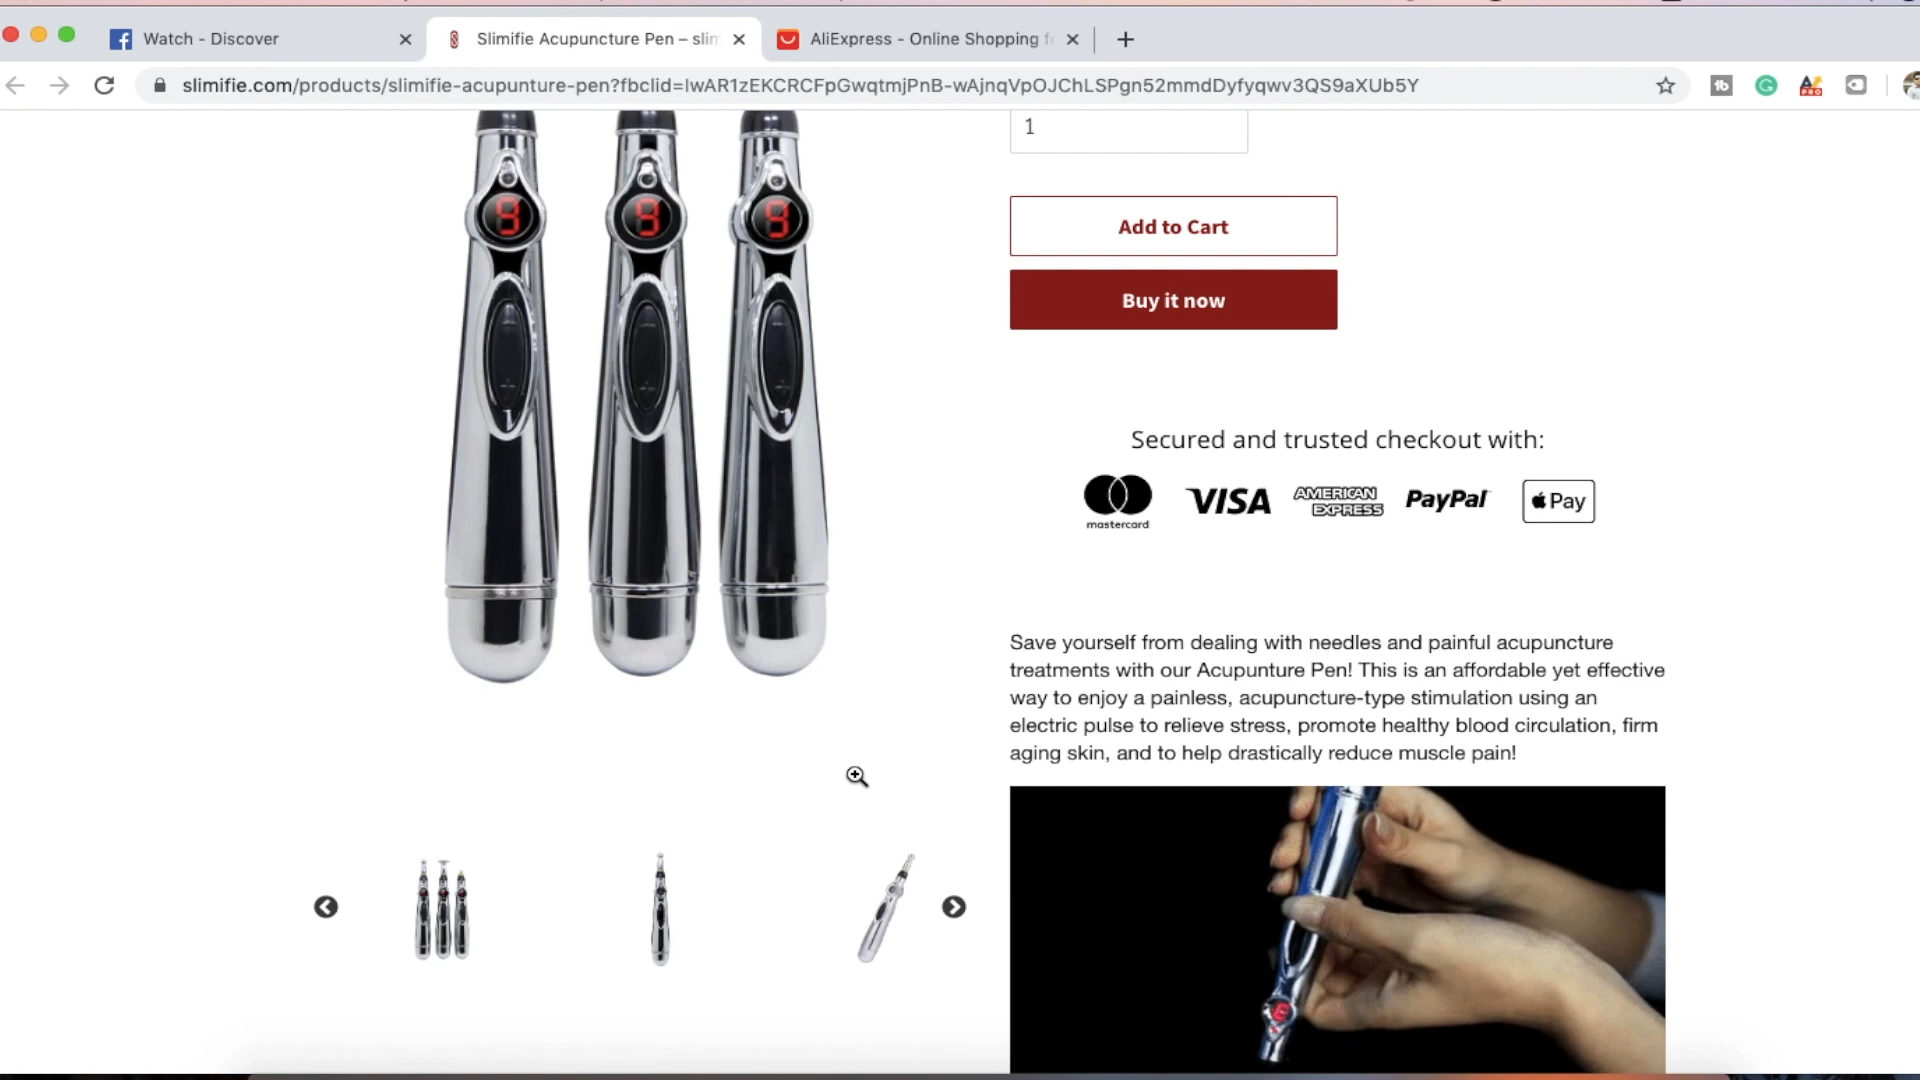 Watch - Discover
Slimifie Acupuncture Pen – slim
AliExpress - Online Shopping f
slimifie.com/products/slimifie-acupunture-pen?fbclid=IwAR1zEKCRCFpGwqtmjPnB-wAjnqVpOJChLSPgn52mmdDyfyqwv3QS9aXUb5Y
1
Add to Cart
Buy it now
Secured and trusted checkout with:
mastercard
VISA
AMERICAN EXPRESS
PayPal
Pay
Save yourself from dealing with needles and painful acupuncture
treatments with our Acupunture Pen! This is an affordable yet effective
way to enjoy a painless, acupuncture-type stimulation using an
electric pulse to relieve stress, promote healthy blood circulation, firm
aging skin, and to help drastically reduce muscle pain!
9
9
9